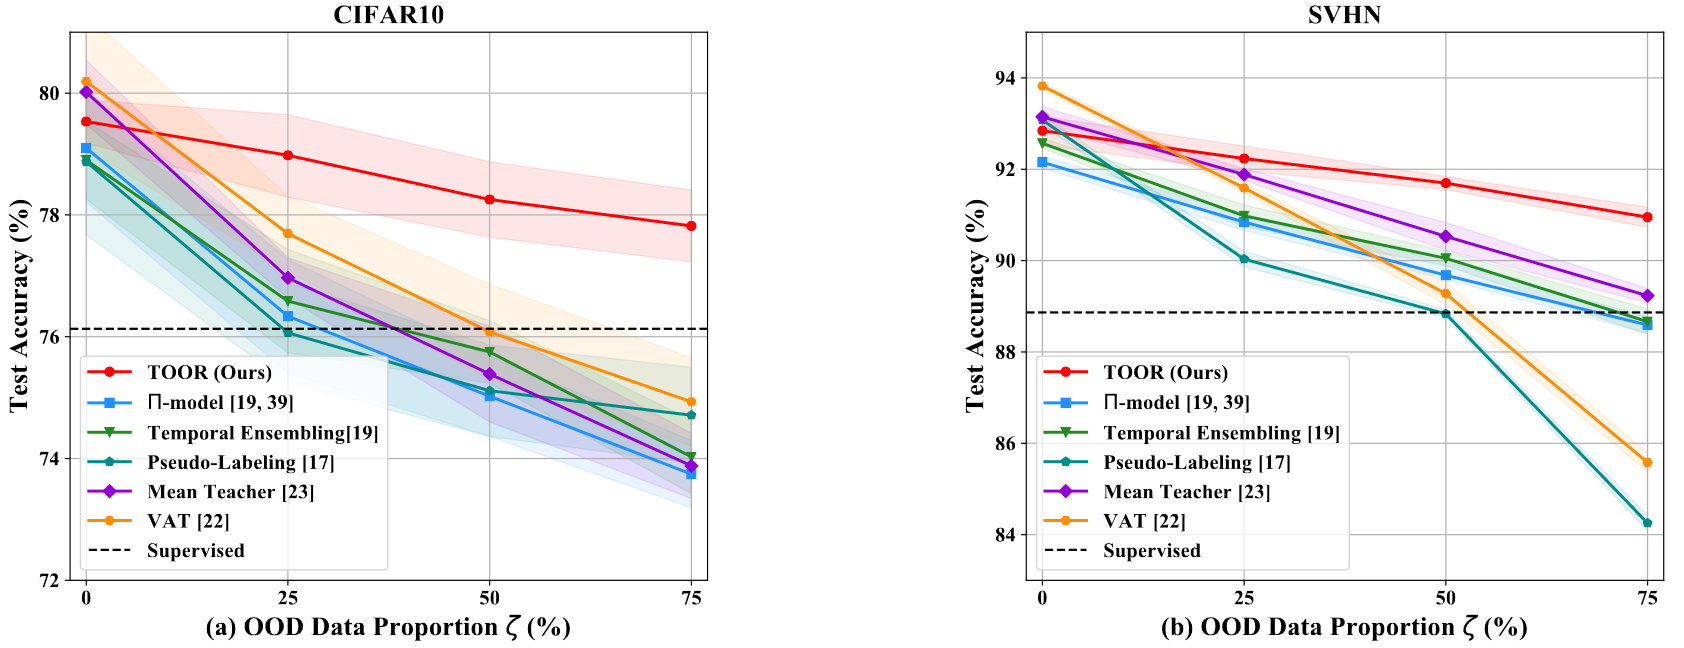 CIFAR10
Test Accuracy (%)
80
78
76
74
72
TOOR (Ours)
Π-model [19, 39]
Temporal Ensembling[19]
Pseudo-Labeling [17]
Mean Teacher [23]
VAT [22]
Supervised
0 25 50 75
(a) OOD Data Proportion ζ (%)
SVHN
Test Accuracy (%)
94
92
90
88
86
84
TOOR (Ours)
Π-model [19, 39]
Temporal Ensembling [19]
Pseudo-Labeling [17]
Mean Teacher [23]
VAT [22]
Supervised
0 25 50 75
(b) OOD Data Proportion ζ (%)